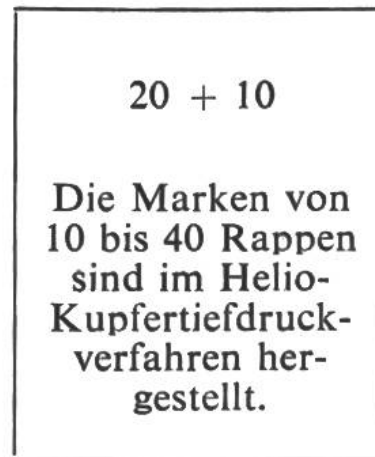 20 + 10
Die Marken von
10 bis 40 Rappen
sind im Helio-
Kupfertiefdruck-
verfahren her-
gestellt.